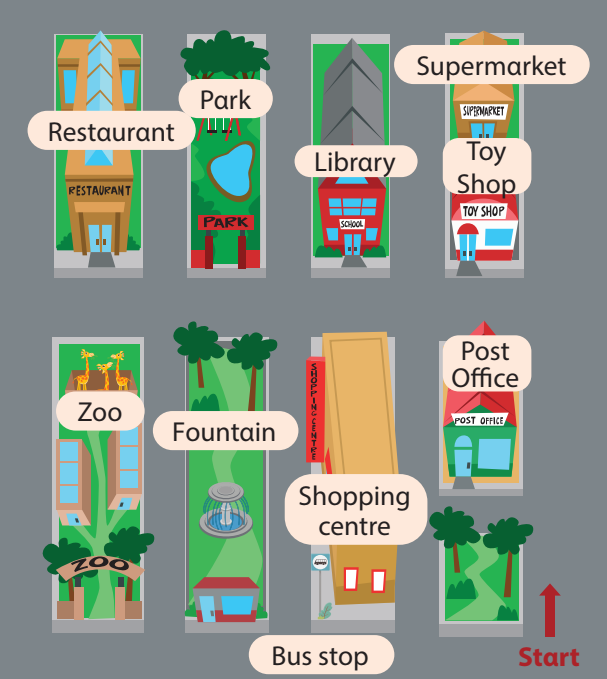 Supermarket
Park
Restaurant
SUPERMARKET
Library
Toy
Shop
RESTAURANT
TOY SHOP
PARK
SCHOOL
Post
Office
SHOPPING CENTRE
Zoo
Fountain
POST OFFICE
Shopping
centre
ZOO
Bus stop
Start